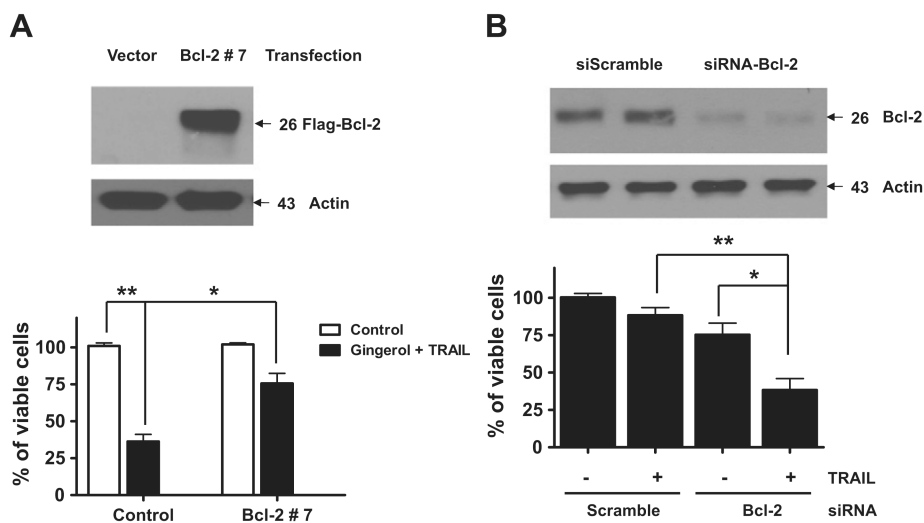 A
Vector Bcl-2 # 7 Transfection
26 Flag-Bcl-2
43 Actin
** *
% of viable cells
100
75
50
25
0
Control
Gingerol + TRAIL
Control Bcl-2 # 7
B
siScramble siRNA-Bcl-2
26 Bcl-2
43 Actin
**
*
% of viable cells
100
75
50
25
0
- + - + TRAIL
Scramble Bcl-2 siRNA